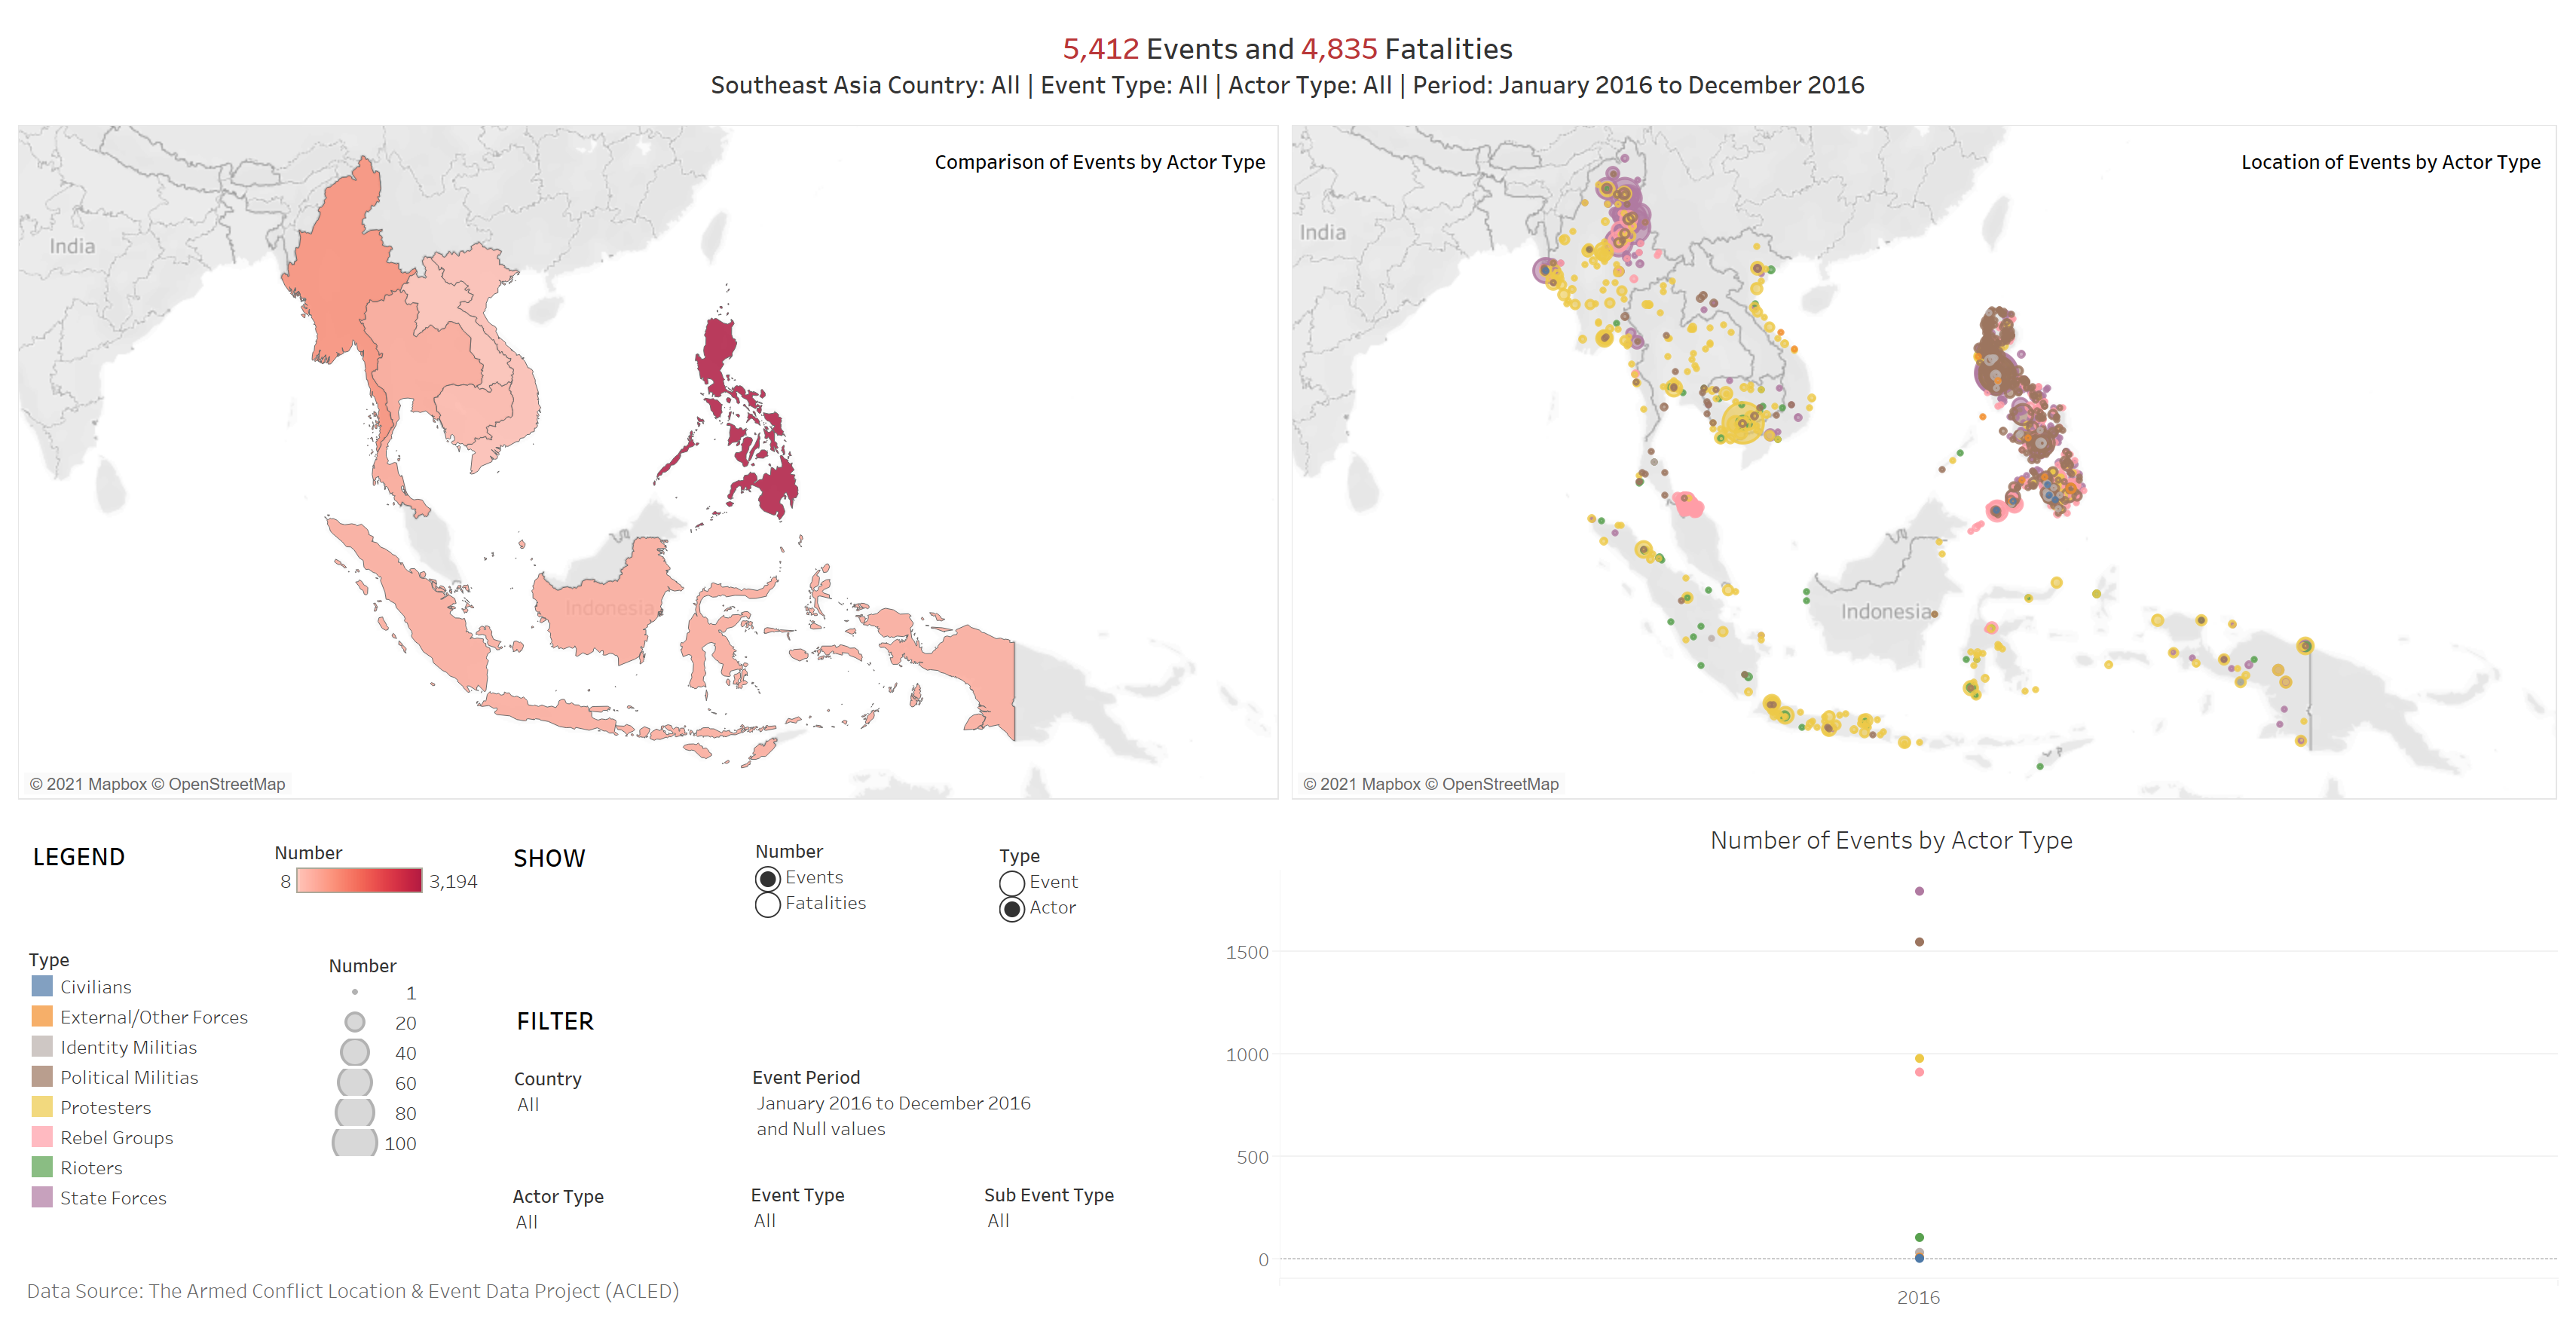 5,412 Events and 4,835 Fatalities
Southeast Asia Country: All | Event Type: All | Actor Type: All | Period: January 2016 to December 2016
Comparison of Events by Actor Type
India
Indonesia
© 2021 Mapbox © OpenStreetMap
Location of Events by Actor Type
India
Indonesia
© 2021 Mapbox © OpenStreetMap
LEGEND
Number
8 3,194
Type
Civilians
External/Other Forces
Identity Militias
Political Militias
Protesters
Rebel Groups
Rioters
State Forces
Number
1
20
40
60
80
100
SHOW
Number
Events
Fatalities
Type
Event
Actor
FILTER
Country
All
Event Period
January 2016 to December 2016
and Null values
Actor Type
All
Event Type
All
Sub Event Type
All
Number of Events by Actor Type
1500
1000
500
0
2016
Data Source: The Armed Conflict Location & Event Data Project (ACLED)